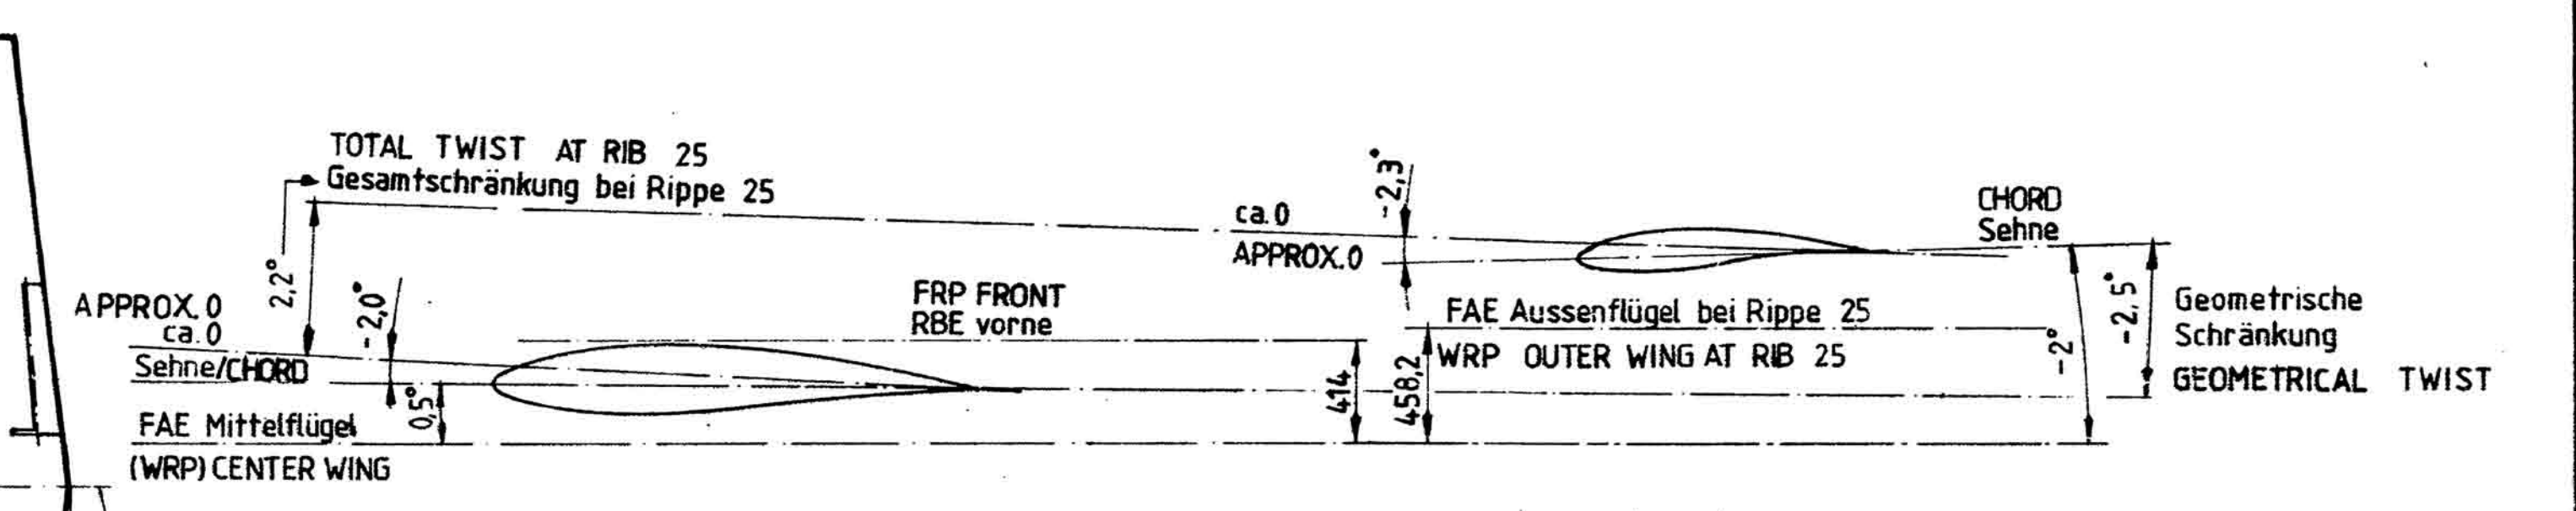 TOTAL TWIST AT RIB 25
Gesamtschränkung bei Rippe 25
2,2°
APPROX. 0
ca. 0
Sehne/CHORD
-2,0°
0,5°
FAE Mittelflügel
(WRP) CENTER WING
FRP FRONT
RBE vorne
414
458,2
ca. 0
APPROX. 0
-2,3°
FAE Aussenflügel bei Rippe 25
WRP OUTER WING AT RIB 25
CHORD
Sehne
-2°
-2,5°
Geometrische
Schränkung
GEOMETRICAL TWIST